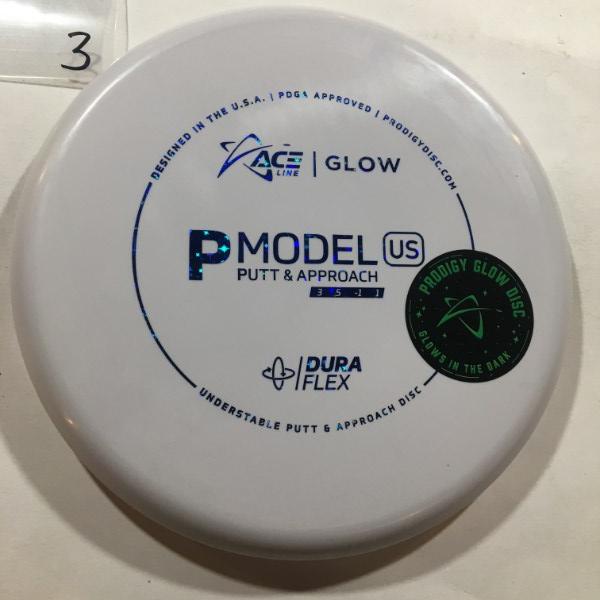 3
DESIGNED IN THE U.S.A. | PDGA APPROVED | PRODIGYDISC.COM
ACE LINE | GLOW
P MODEL US
PUTT & APPROACH
3 5 -1 1
DURA FLEX
UNDERSTABLE PUTT & APPROACH DISC
PRODIGY GLOW DISC
GLOWS IN THE DARK